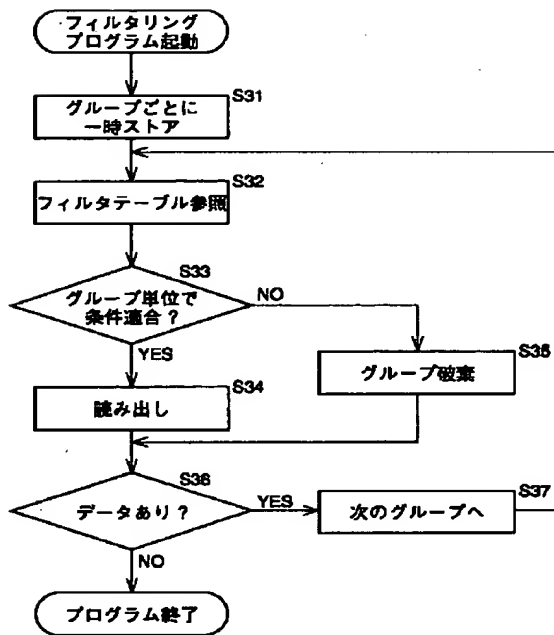 フィルタリング
プログラム起動
S31
グループごとに
一時ストア
S32
フィルタテーブル参照
S33
グループ単位で
条件適合？
NO
YES
S34
読み出し
S35
グループ破棄
S36
データあり？
YES
S37
次のグループへ
NO
プログラム終了